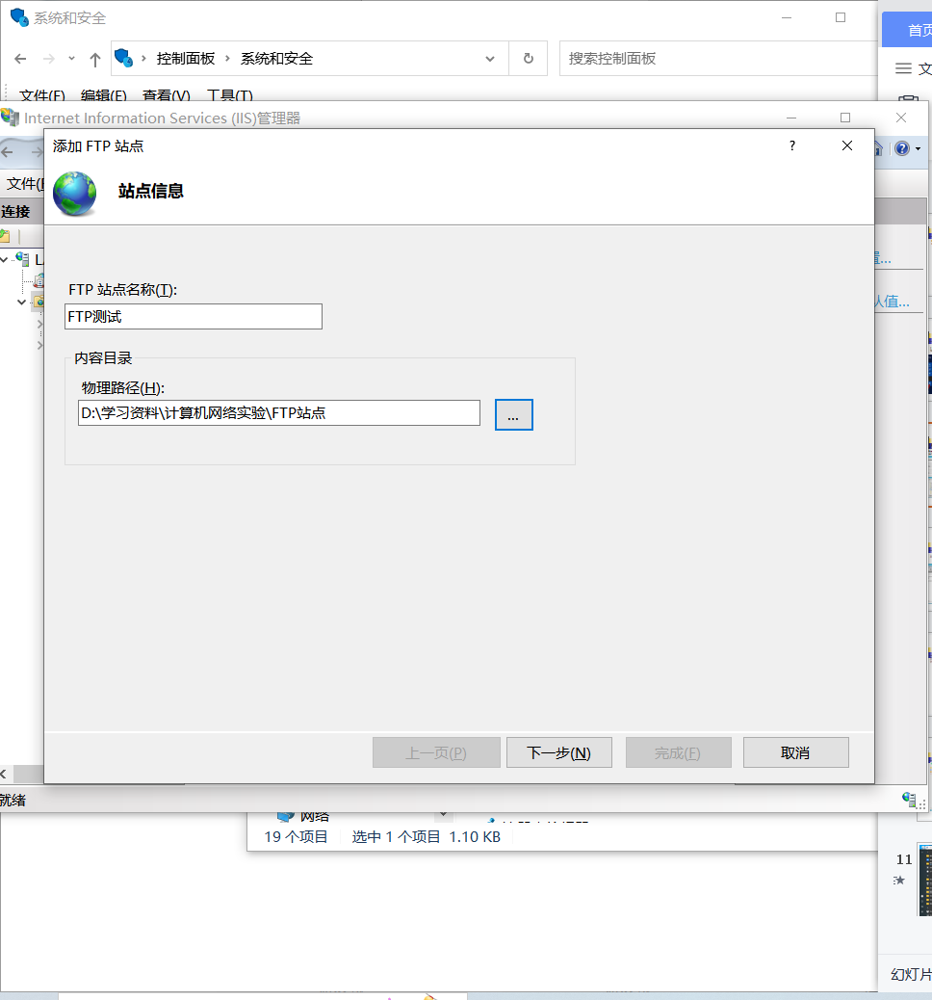 系统和安全
首页
控制面板
系统和安全
搜索控制面板
文件(F) 编辑(E) 查看(V) 工具(T)
文
Internet Information Services (IIS)管理器
添加 FTP 站点
?
站点信息
文件(
连接
置...
认值...
FTP 站点名称(T):
FTP测试
内容目录
物理路径(H):
D:\学习资料\计算机网络实验\FTP站点
...
上一页(P) 下一步(N) 完成(F) 取消
就绪
网络
19 个项目 选中 1 个项目 1.10 KB
11
幻灯片